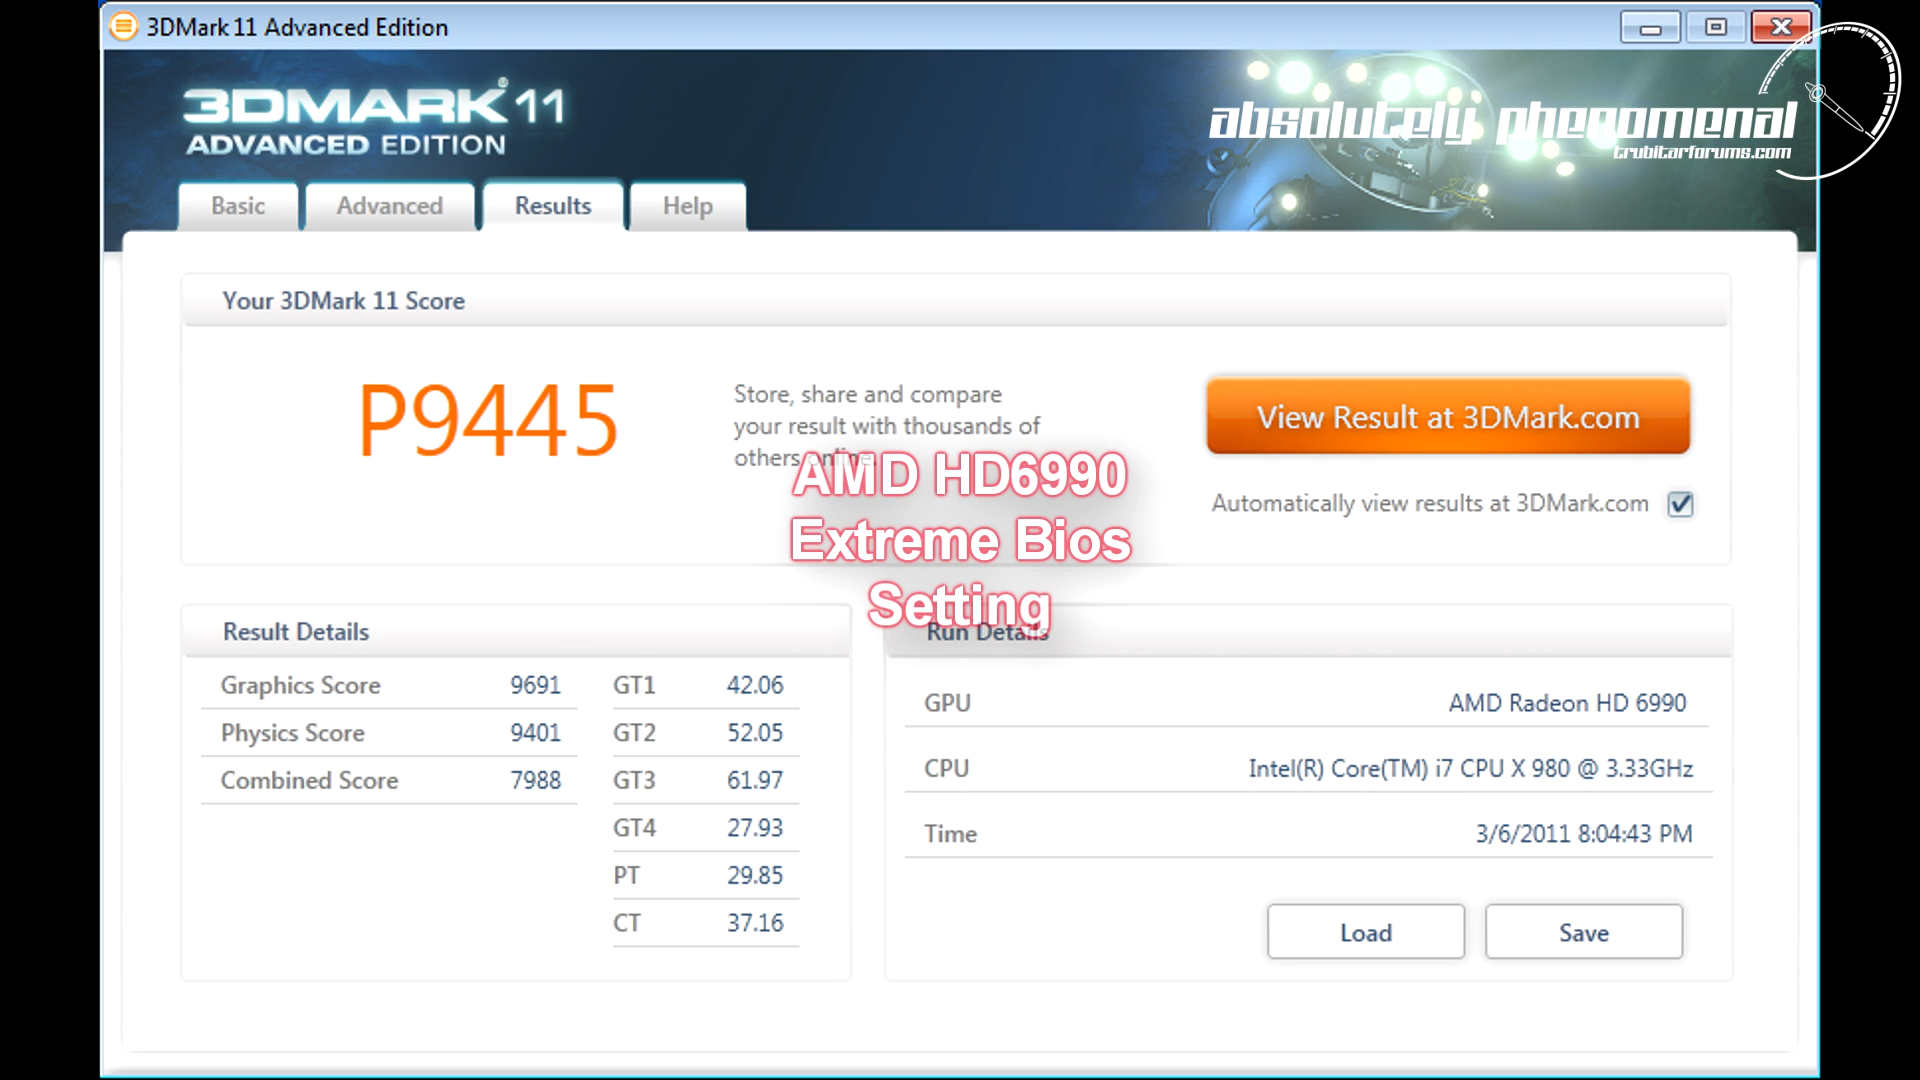 3DMark 11 Advanced Edition
3DMARK® 11
ADVANCED EDITION
absolutely phenomenal
trubitarforums.com
Basic Advanced Results Help
Your 3DMark 11 Score
P9445
Store, share and compare
your result with thousands of
others online.
View Result at 3DMark.com
Automatically view results at 3DMark.com
AMD HD6990
Extreme Bios
Setting
Result Details
Graphics Score 9691
Physics Score 9401
Combined Score 7988
GT1 42.06
GT2 52.05
GT3 61.97
GT4 27.93
PT 29.85
CT 37.16
Run Details
GPU AMD Radeon HD 6990
CPU Intel(R) Core(TM) i7 CPU X 980 @ 3.33GHz
Time 3/6/2011 8:04:43 PM
Load Save